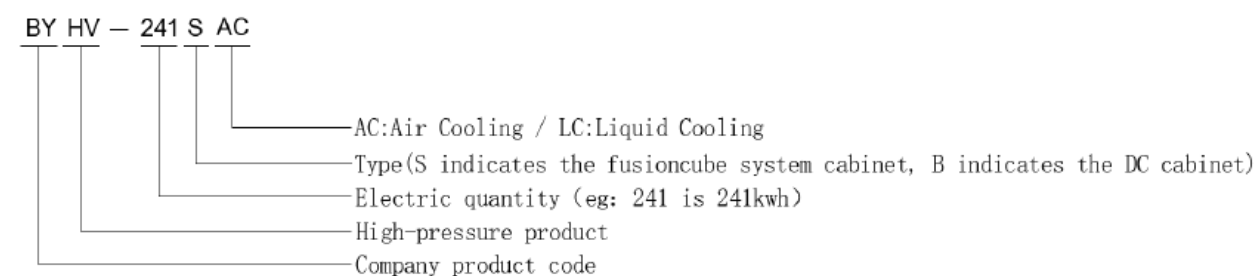 BY HV － 241 S AC
AC:Air Cooling / LC:Liquid Cooling
Type(S indicates the fusioncube system cabinet, B indicates the DC cabinet)
Electric quantity（eg：241 is 241kwh）
High-pressure product
Company product code